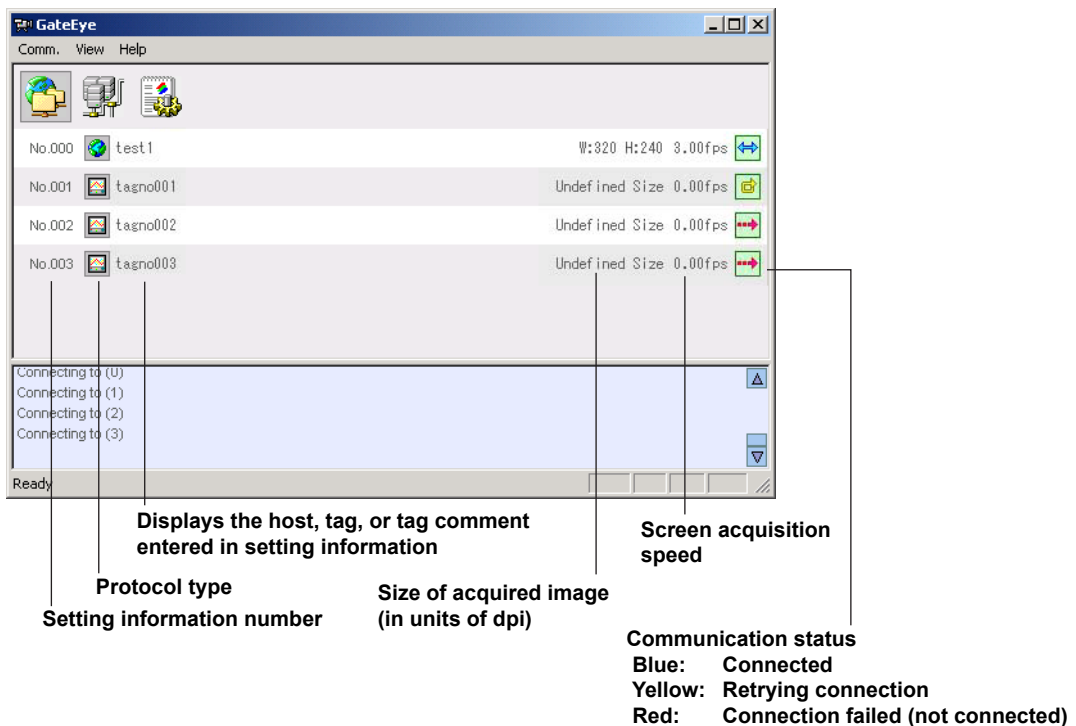 GateEye
Comm. View Help
No.000 test1 W:320 H:240 3.00fps
No.001 tagno001 Undefined Size 0.00fps
No.002 tagno002 Undefined Size 0.00fps
No.003 tagno003 Undefined Size 0.00fps
Connecting to (0)
Connecting to (1)
Connecting to (2)
Connecting to (3)
Ready
Displays the host, tag, or tag comment
entered in setting information
Screen acquisition
speed
Protocol type
Size of acquired image
(in units of dpi)
Setting information number
Communication status
Blue: Connected
Yellow: Retrying connection
Red: Connection failed (not connected)